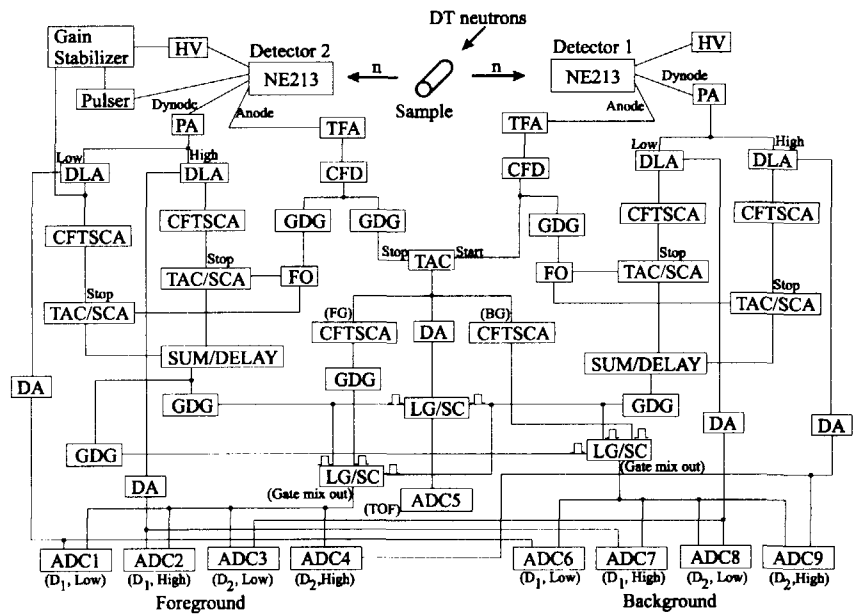 DT neutrons
Gain
Stabilizer
HV
Detector 2
NE213
n
n
Sample
Detector 1
NE213
HV
Pulser
Dynode
PA
Anode
Dynode
PA
Anode
TFA
TFA
Low
High
DLA
DLA
CFD
CFD
Low
High
DLA
DLA
CFTSCA
CFTSCA
GDG
GDG
GDG
CFTSCA
CFTSCA
Stop
TAC
Start
Stop
TAC/SCA
FO
FO
Stop
TAC/SCA
Stop
TAC/SCA
TAC/SCA
(FG)
CFTSCA
DA
(BG)
CFTSCA
SUM/DELAY
SUM/DELAY
DA
GDG
GDG
LG/SC
GDG
DA
DA
GDG
LG/SC
LG/SC
(Gate mix out)
(Gate mix out)
DA
(TOF)
ADC5
ADC1
ADC2
ADC3
ADC4
ADC6
ADC7
ADC8
ADC9
(D1, Low)
(D1, High)
(D2, Low)
(D2,High)
(D1, Low)
(D1, High)
(D2, Low)
(D2,High)
Foreground
Background